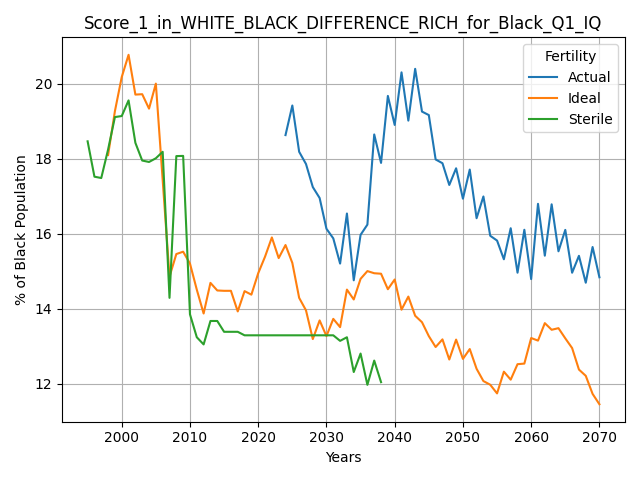 Score_1_in_WHITE_BLACK_DIFFERENCE_RICH_for_Black_Q1_IQ
Fertility
Actual
Ideal
Sterile
% of Black Population
20
18
16
14
12
2000 2010 2020 2030 2040 2050 2060 2070
Years